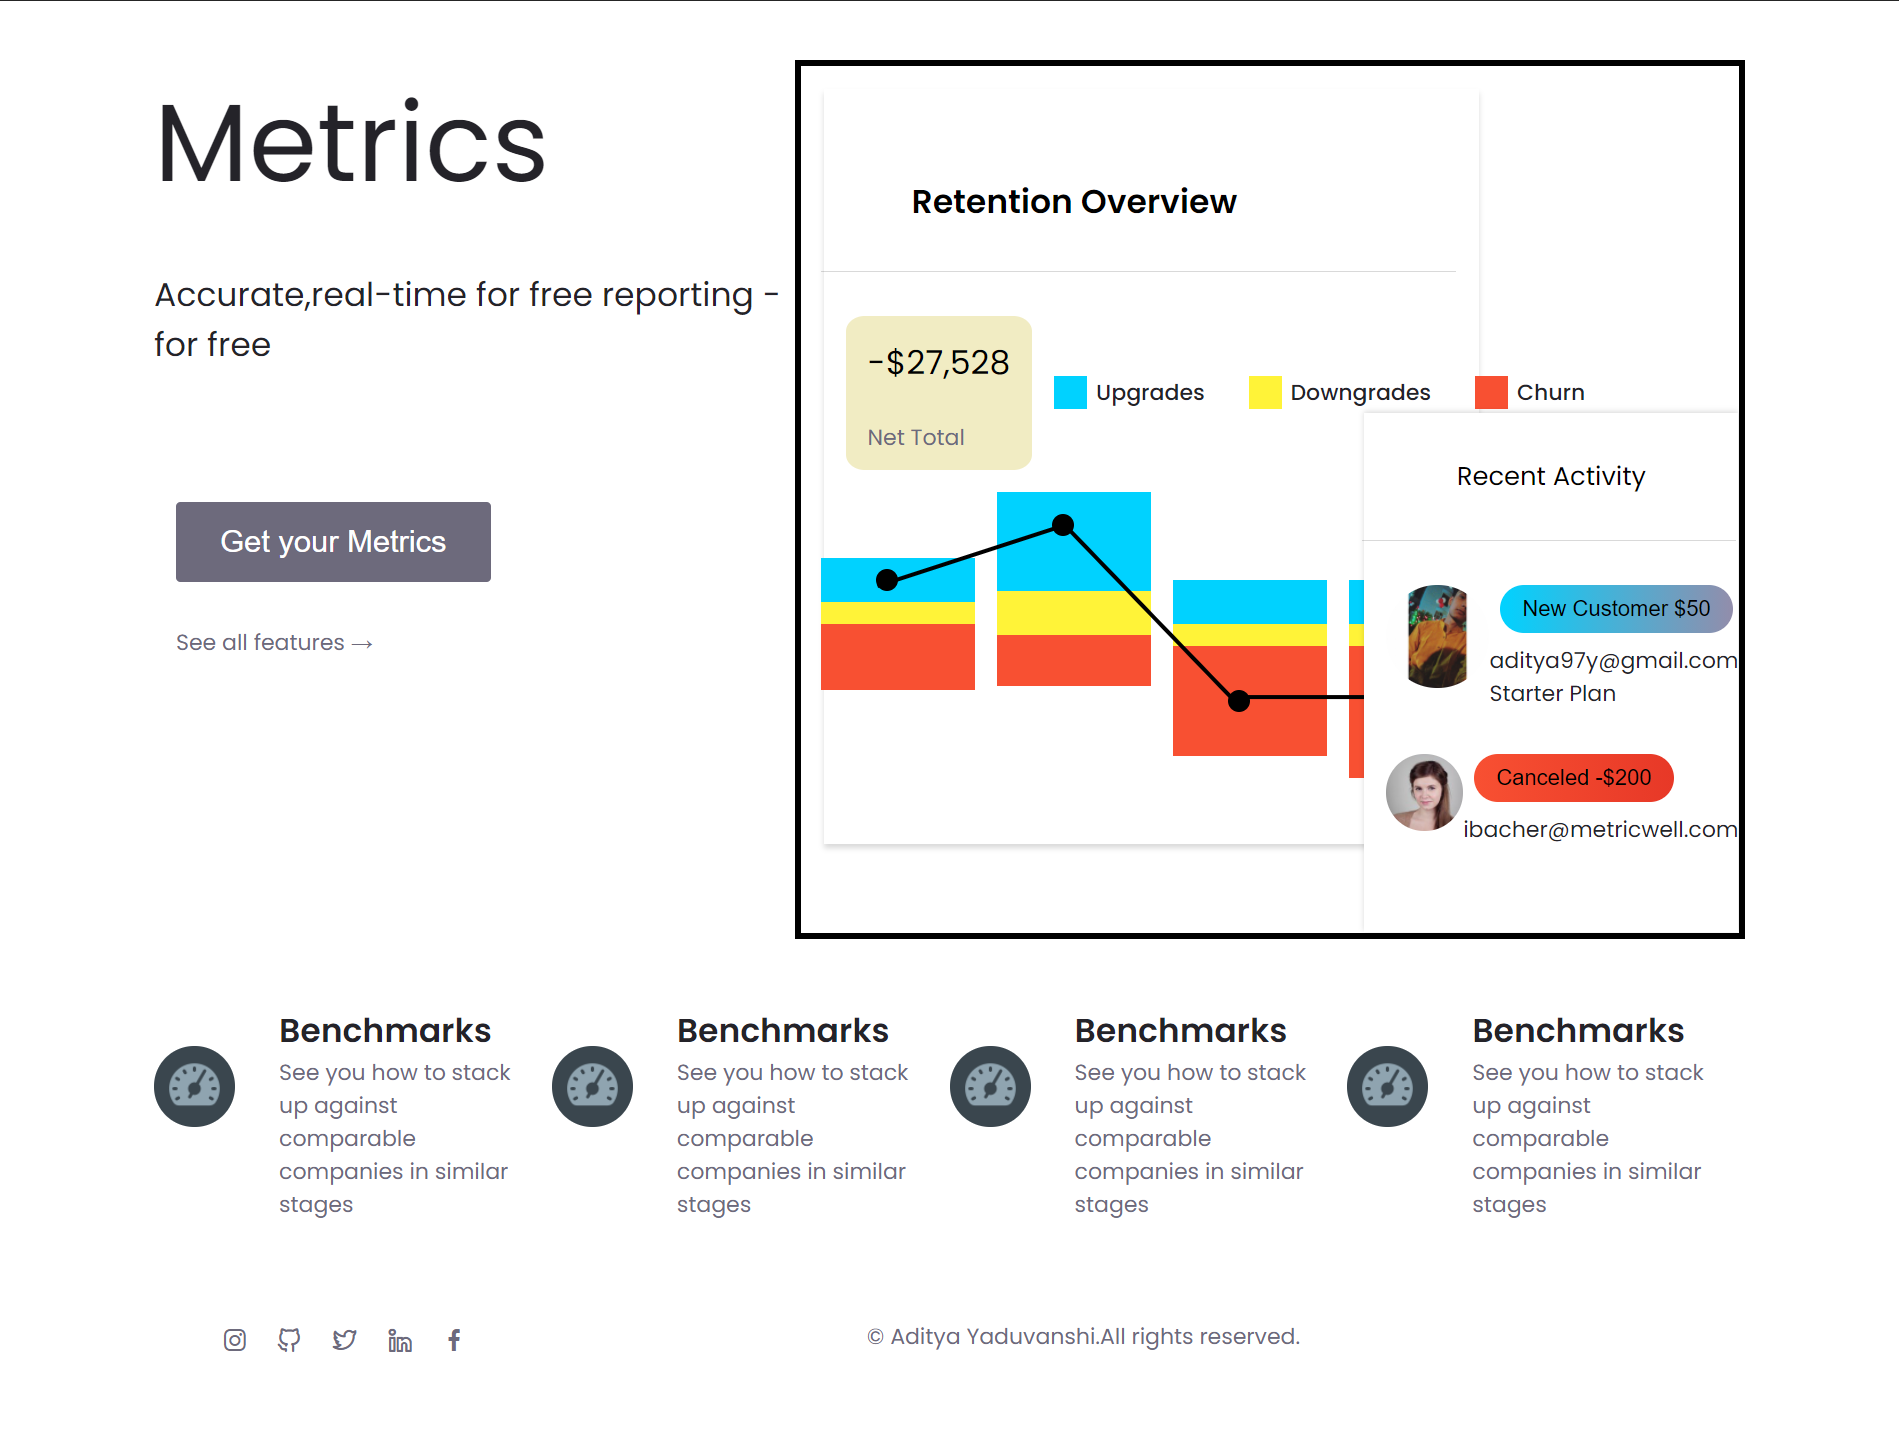 Metrics
Accurate,real-time for free reporting -
for free
Get your Metrics
See all features →
Retention Overview
-$27,528
Net Total
Upgrades
Downgrades
Churn
Recent Activity
New Customer $50
aditya97y@gmail.com
Starter Plan
Canceled -$200
ibacher@metricwell.com
Benchmarks
See you how to stack
up against
comparable
companies in similar
stages
Benchmarks
See you how to stack
up against
comparable
companies in similar
stages
Benchmarks
See you how to stack
up against
comparable
companies in similar
stages
Benchmarks
See you how to stack
up against
comparable
companies in similar
stages
© Aditya Yaduvanshi.All rights reserved.